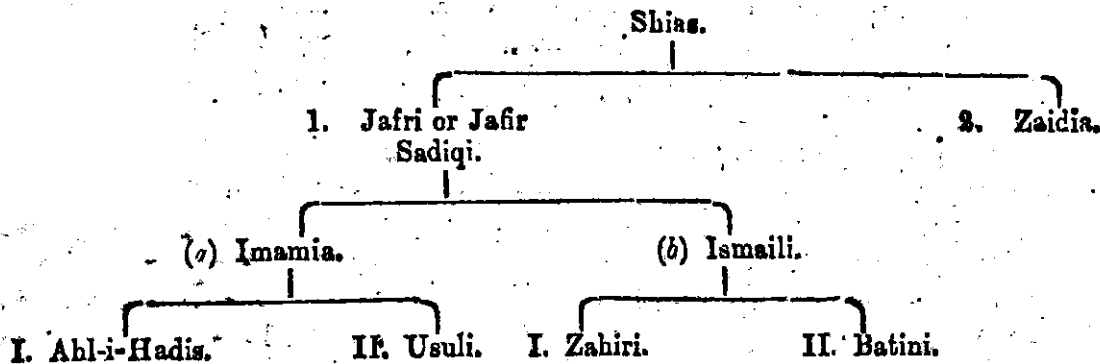 Shias.
1. Jafri or Jafir 2. Zaidia.
Sadiqi.
(a) Imamia. (b) Ismaili.
I. Ahl-i-Hadis. II. Usuli. I. Zahiri. II. Batini.